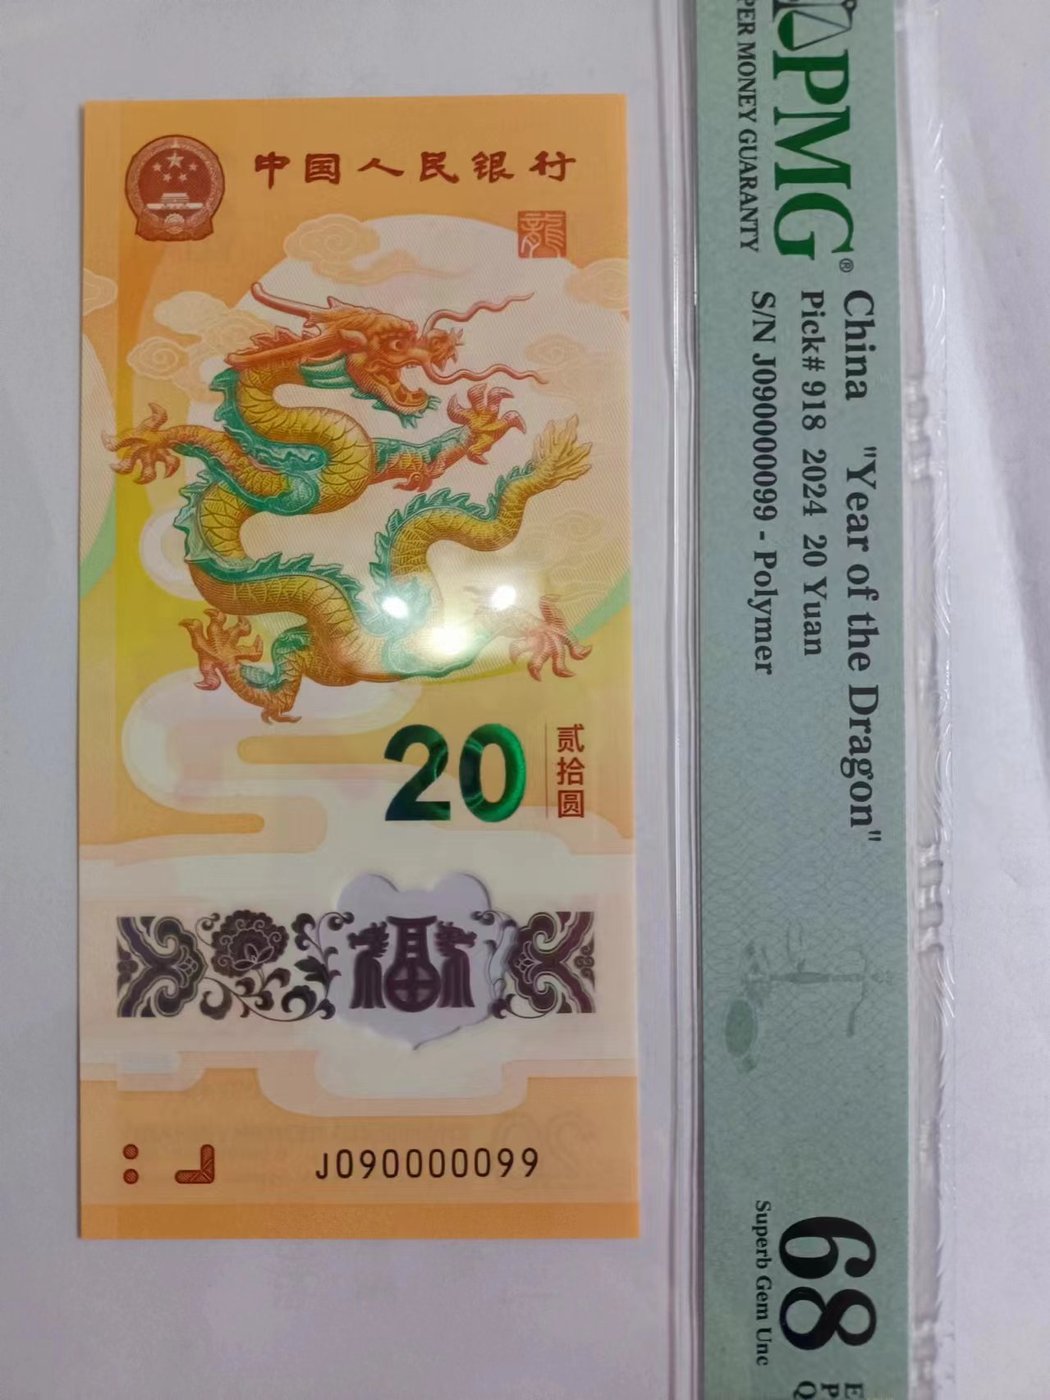 中国人民银行
龍
20
贰拾圆
福
J090000099
PMG®
PER MONEY GUARANTY
China "Year of the Dragon"
Pick# 918 2024 20 Yuan
S/N J090000099 - Polymer
68
Superb Gem Unc
E
P
Q